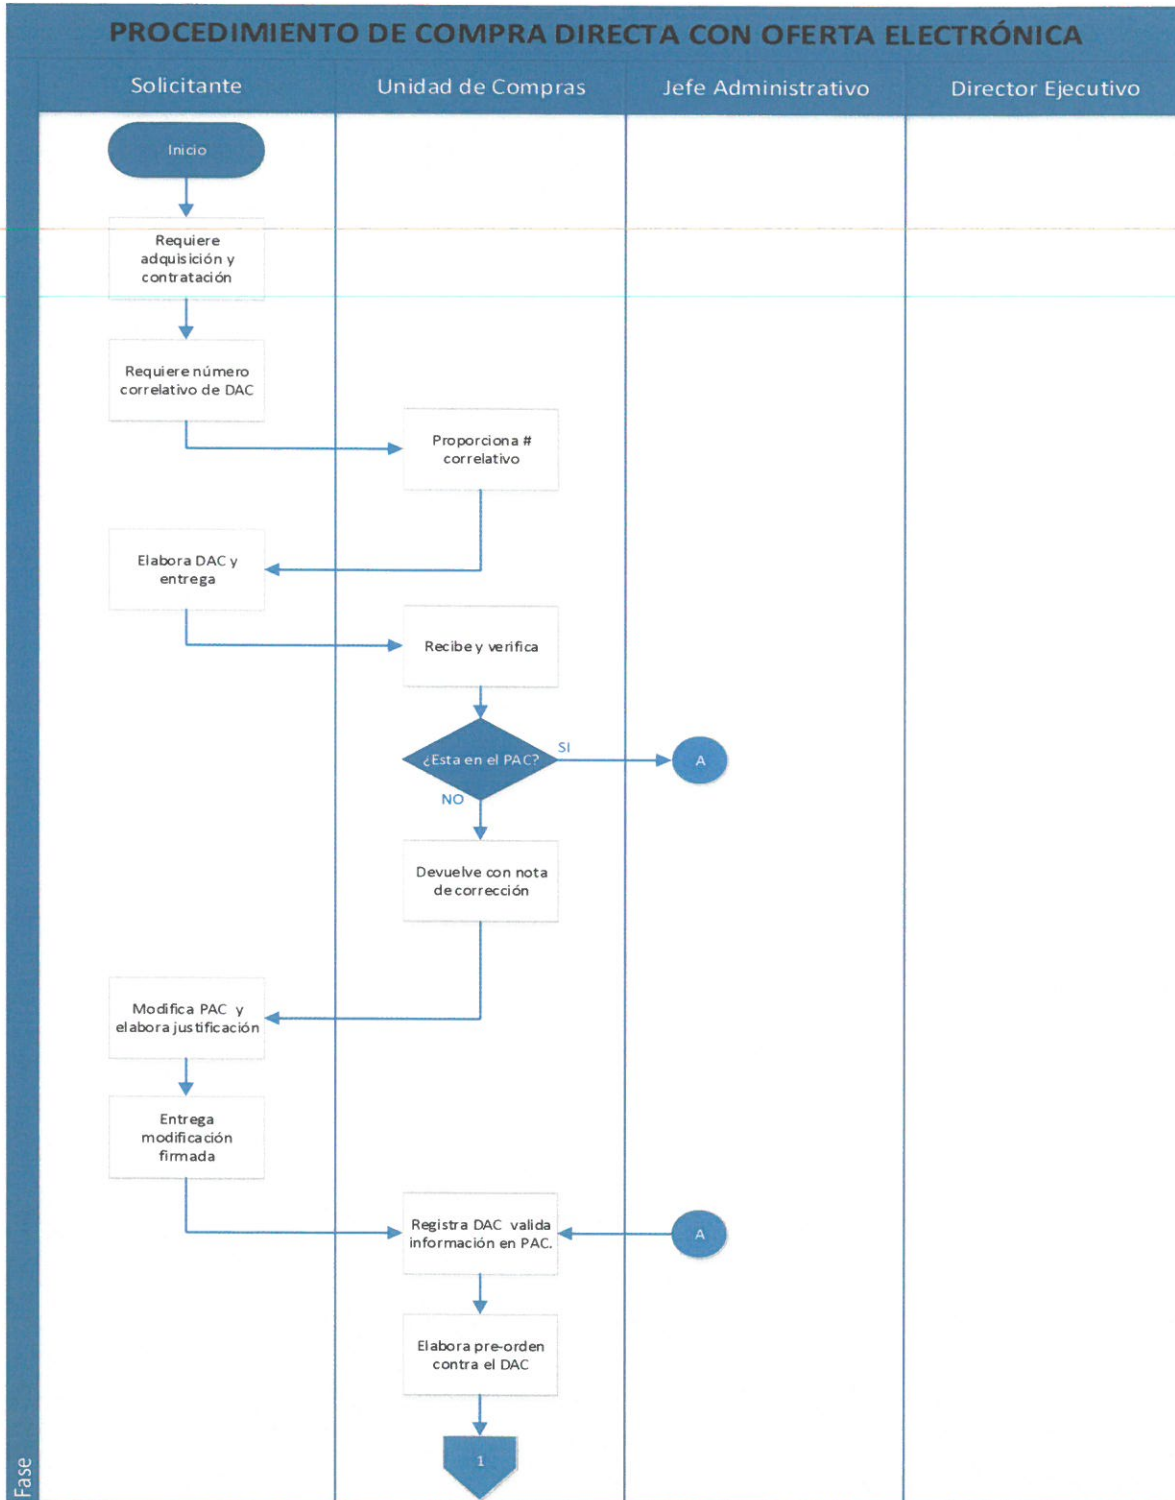 PROCEDIMIENTO DE COMPRA DIRECTA CON OFERTA ELECTRÓNICA
Solicitante
Unidad de Compras
Jefe Administrativo
Director Ejecutivo
Inicio
Requiere
adquisición y
contratación
Requiere número
correlativo de DAC
Proporciona #
correlativo
Elabora DAC y
entrega
Recibe y verifica
¿Esta en el PAC?
SI
A
NO
Devuelve con nota
de corrección
Modifica PAC y
elabora justificación
Entrega
modificación
firmada
Registra DAC valida
información en PAC.
A
Elabora pre-orden
contra el DAC
1
Fase